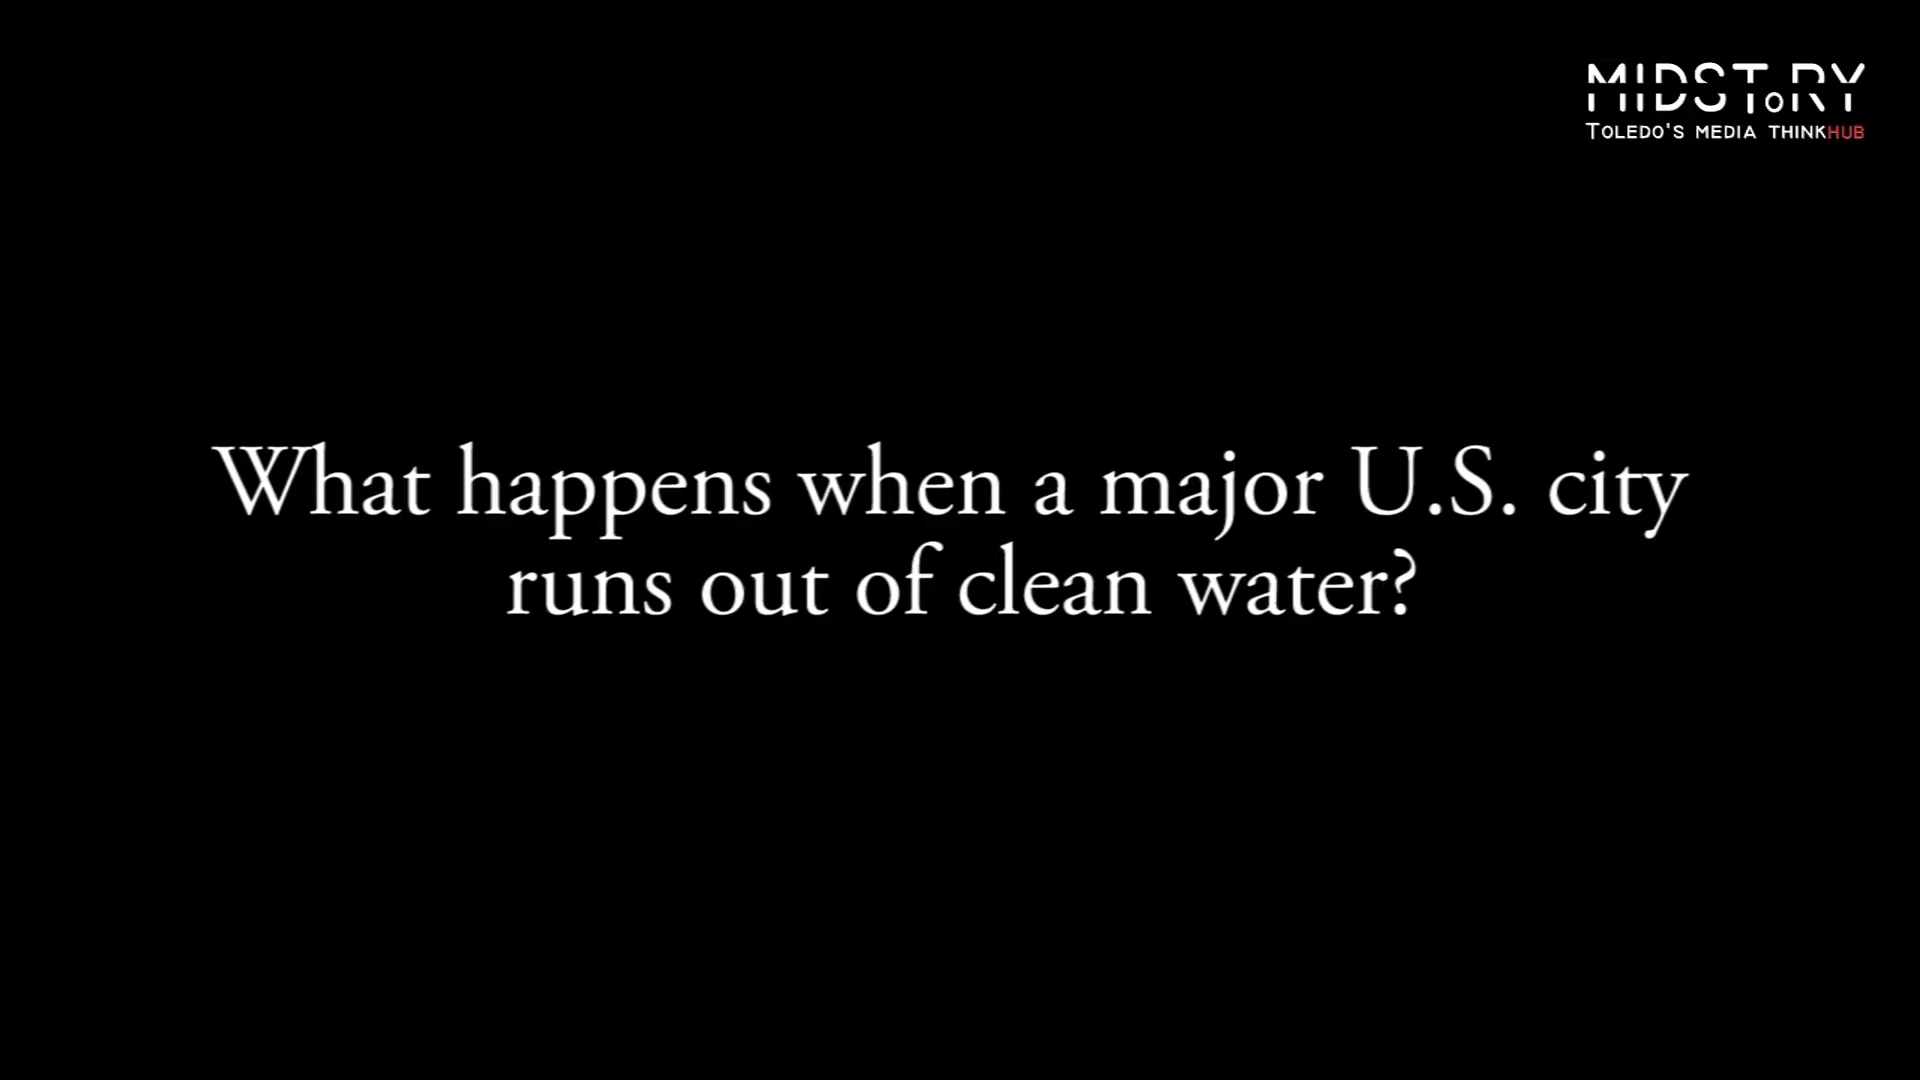 MIDSToRY
TOLEDO'S MEDIA THINKHUB
What happens when a major U.S. city
runs out of clean water?